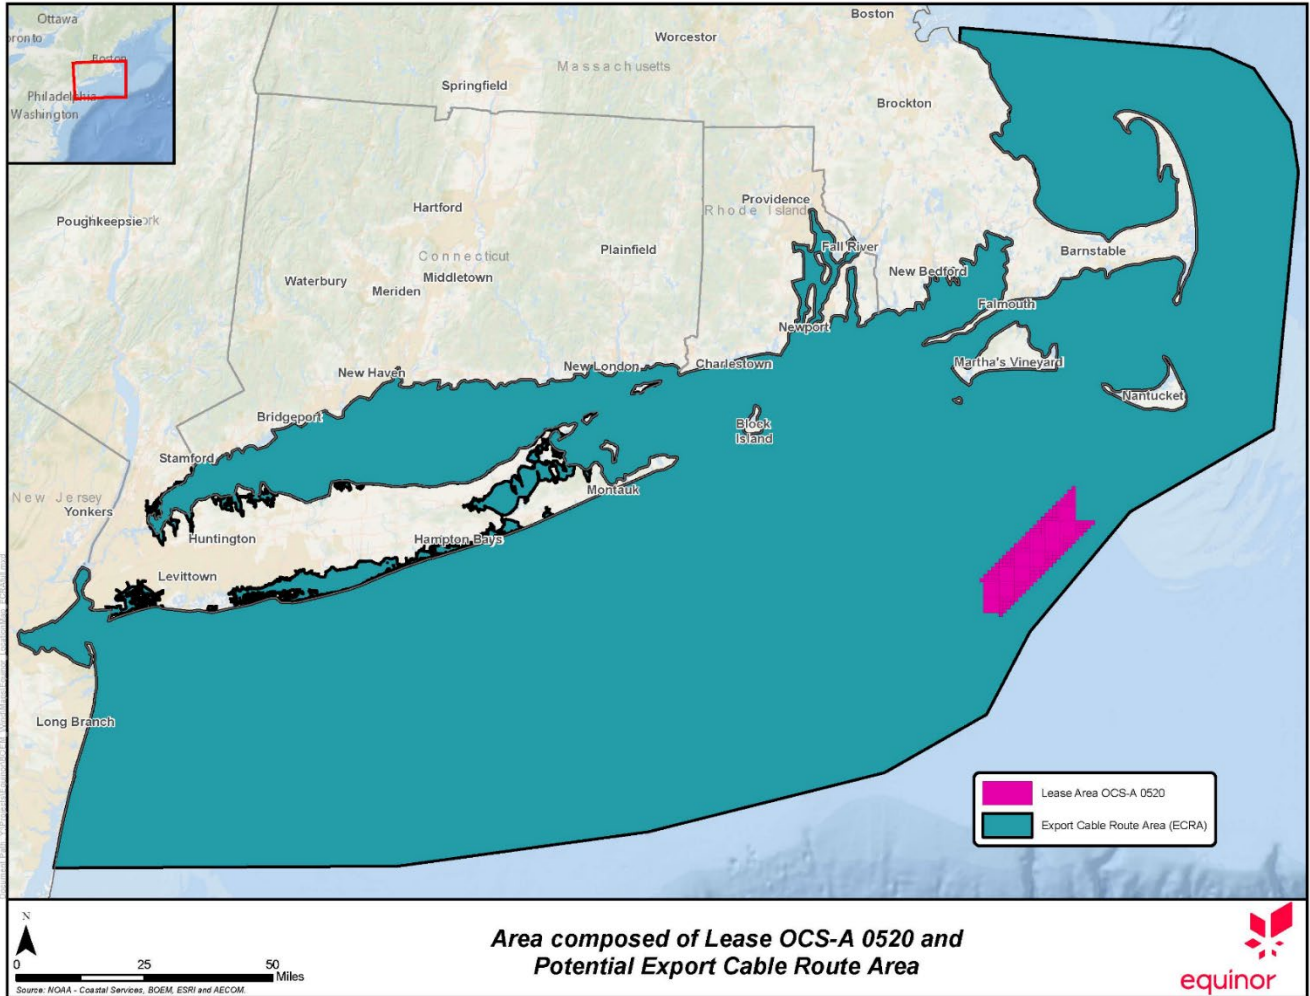 Ottawa
oronto
Boston
Philadelphia
Washington
Boston
Worcestor
Massachusetts
Springfield
Brockton
Providence
Rhode Island
Poughkeepsie
Hartford
Fall River
Plainfield
Barnstable
Connecticut
Middletown
New Bedford
Waterbury
Meriden
Falmouth
Newport
New London
Charlestown
Martha's Vineyard
New Haven
Nantucket
Bridgeport
Block
Island
Stamford
Montauk
New Jersey
Yonkers
Huntington
Hampton Bays
Levittown
Long Branch
Lease Area OCS-A 0520
Export Cable Route Area (ECRA)
N
0 25 50
Miles
Source: NOAA - Coastal Services, BOEM, ESRI and AECOM.
Area composed of Lease OCS-A 0520 and
Potential Export Cable Route Area
equinor